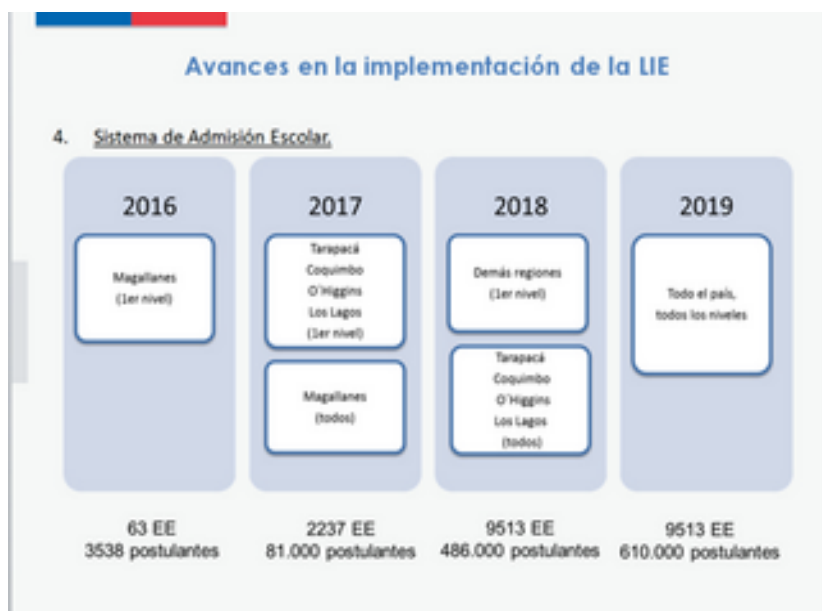 Avances en la implementación de la LIE
4. Sistema de Admisión Escolar.
2016
Magallanes
(1er nivel)
63 EE
3538 postulantes
2017
Tarapacá
Coquimbo
O´Higgins
Los Lagos
(1er nivel)
Magallanes
(todos)
2237 EE
81.000 postulantes
2018
Demás regiones
(1er nivel)
Tarapacá
Coquimbo
O´Higgins
Los Lagos
(todos)
9513 EE
486.000 postulantes
2019
Todo el país,
todos los niveles
9513 EE
610.000 postulantes